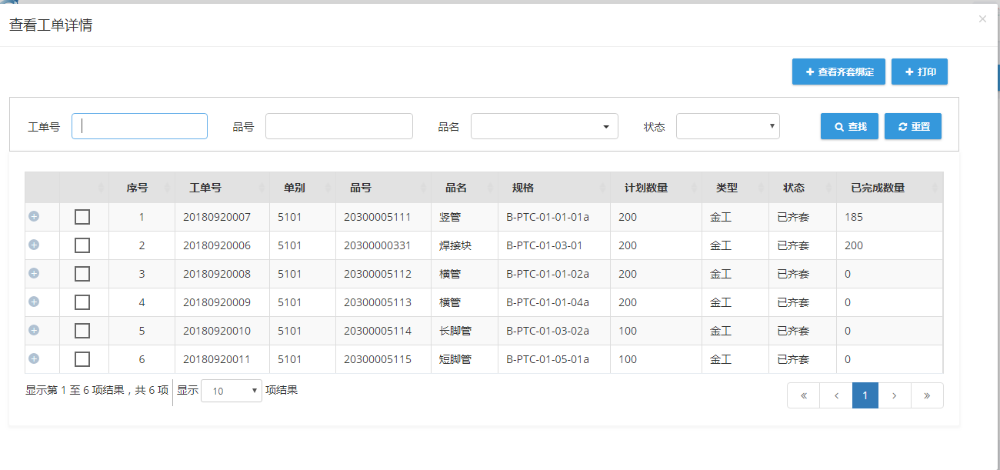 查看工单详情 ×
查看齐套绑定 打印
工单号 品号 品名 状态 查找 重置
序号 工单号 单别 品号 品名 规格 计划数量 类型 状态 已完成数量
1 20180920007 5101 20300005111 竖管 B-PTC-01-01-01a 200 金工 已齐套 185
2 20180920006 5101 20300000331 焊接块 B-PTC-01-03-01 200 金工 已齐套 200
3 20180920008 5101 20300005112 横管 B-PTC-01-01-02a 200 金工 已齐套 0
4 20180920009 5101 20300005113 横管 B-PTC-01-01-04a 200 金工 已齐套 0
5 20180920010 5101 20300005114 长脚管 B-PTC-01-03-02a 100 金工 已齐套 0
6 20180920011 5101 20300005115 短脚管 B-PTC-01-05-01a 100 金工 已齐套 0
显示第 1 至 6 项结果，共 6 项 显示 10 项结果 « ‹ 1 › »